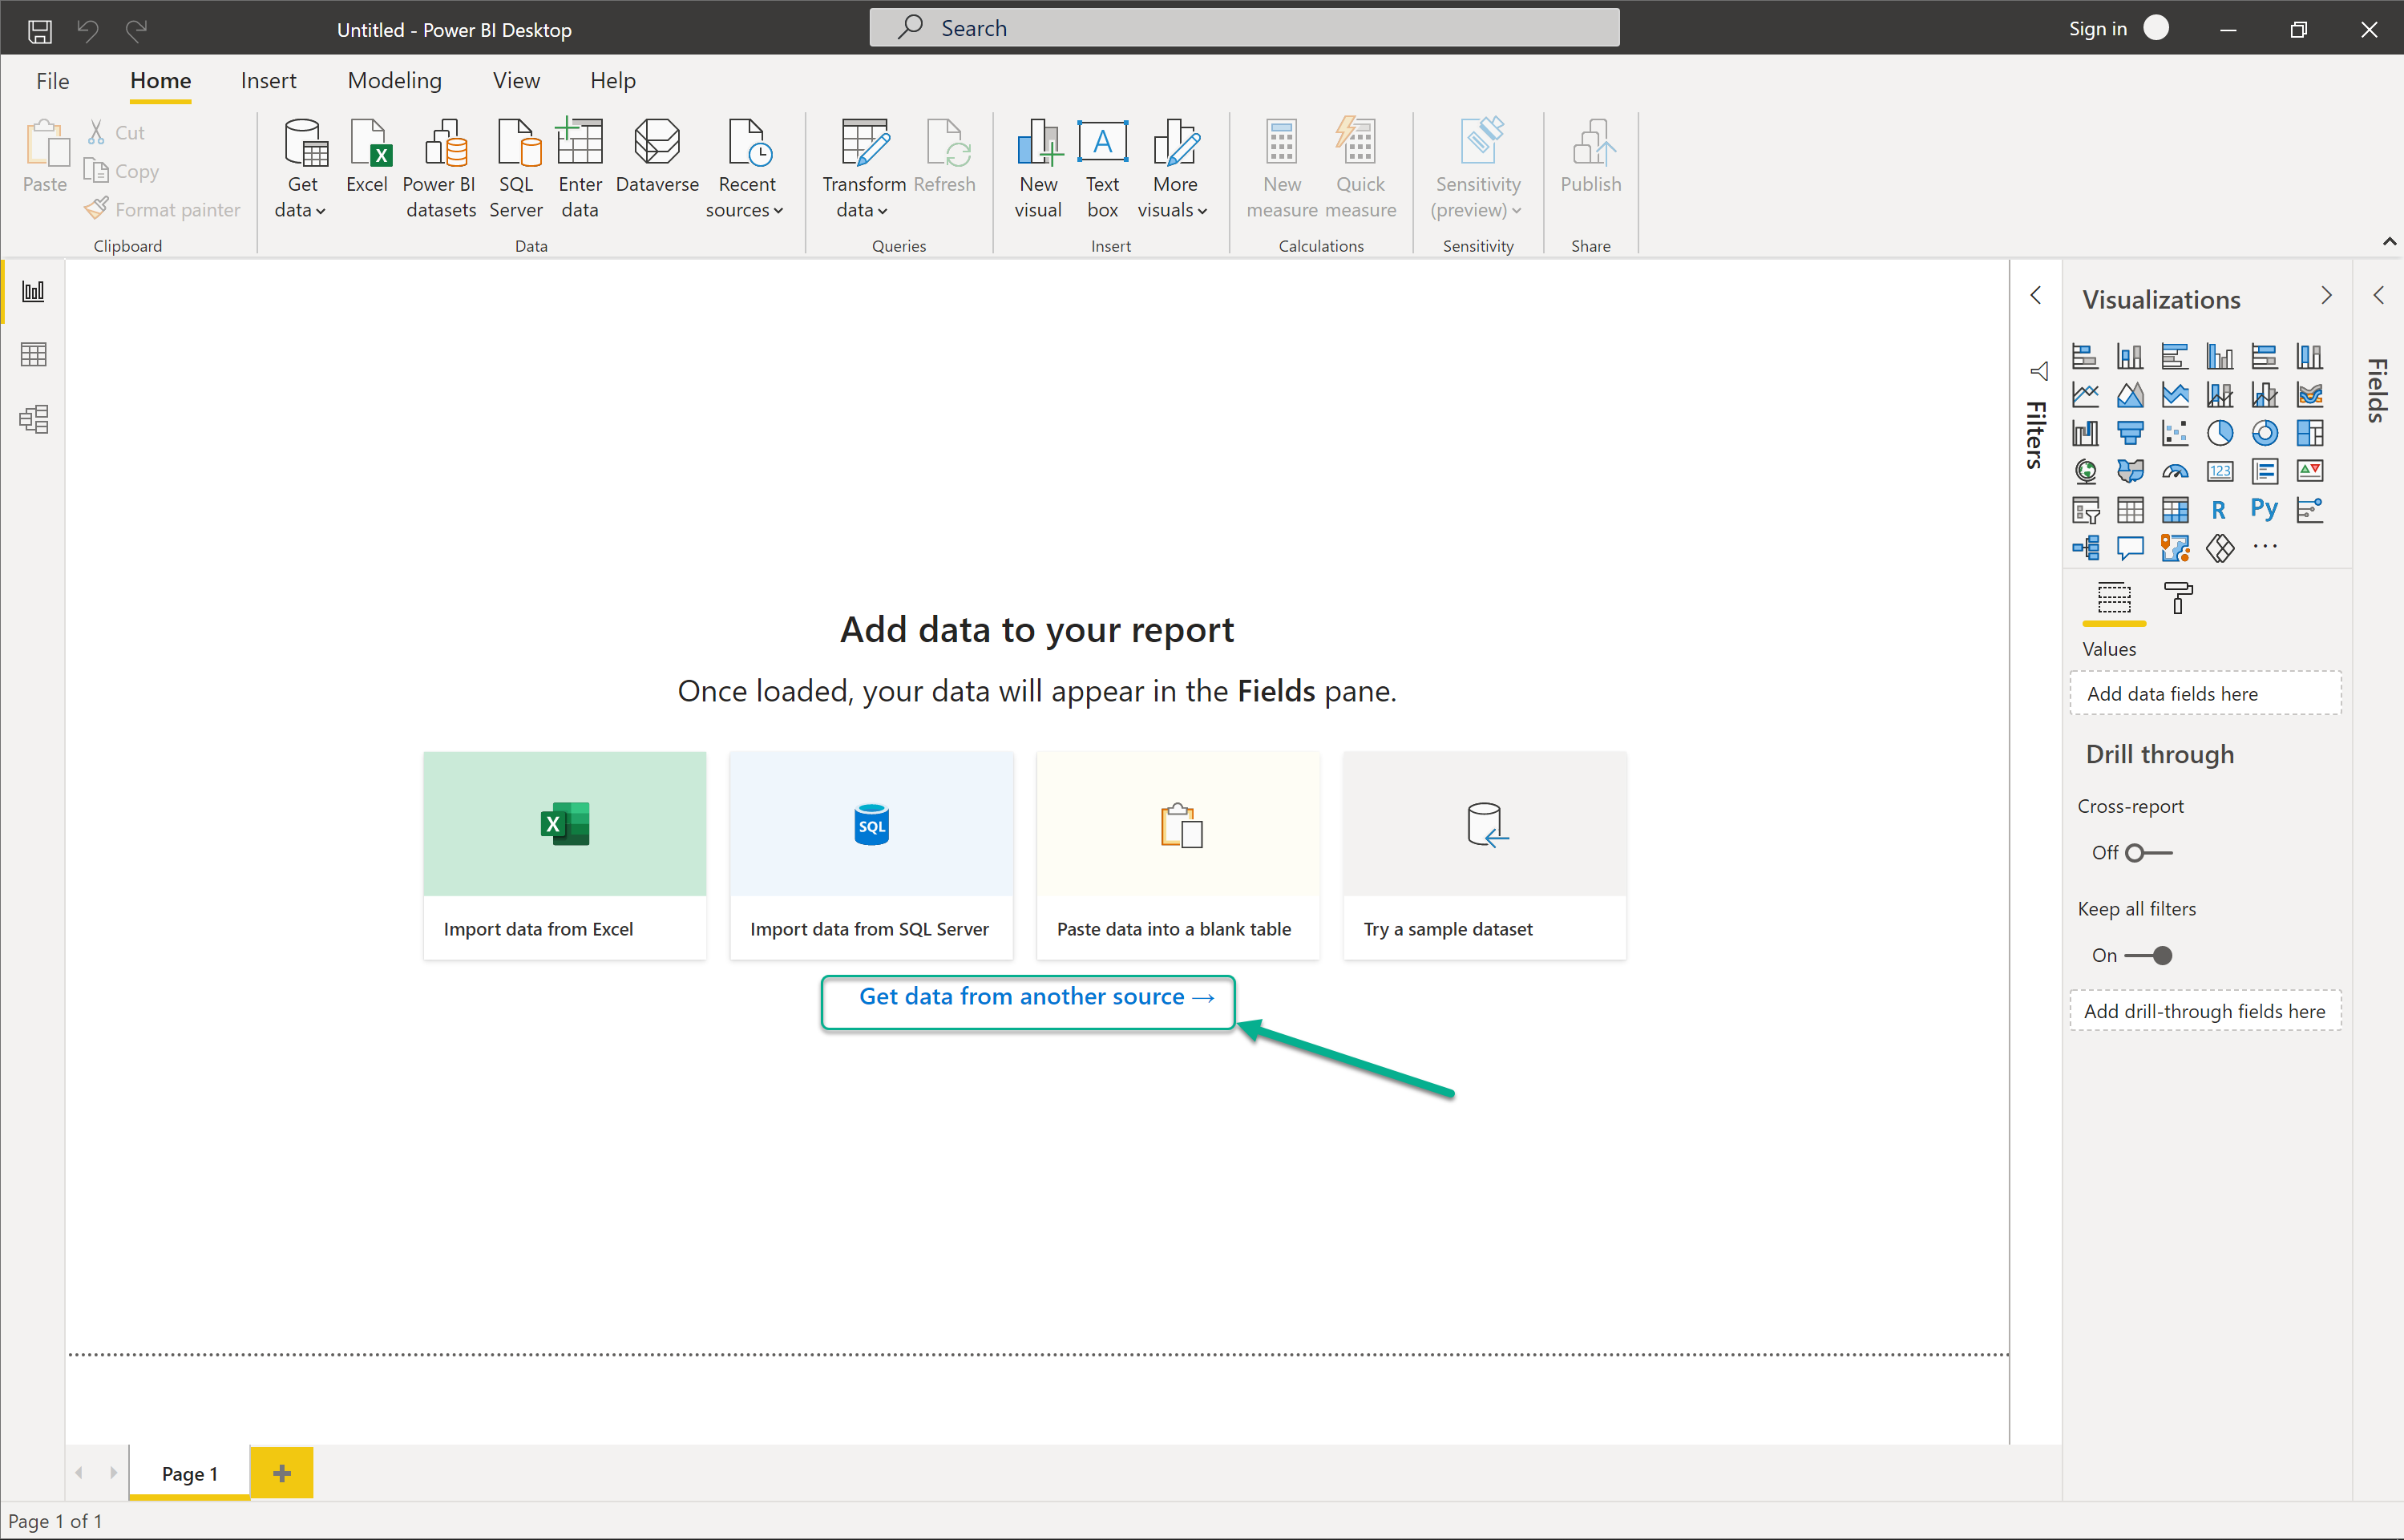 Untitled - Power BI Desktop
Search
Sign in
File
Home
Insert
Modeling
View
Help
Paste
Cut
Copy
Format painter
Clipboard
Get data
Excel
Power BI datasets
SQL Server
Enter data
Dataverse
Recent sources
Data
Transform data
Refresh
Queries
New visual
Text box
More visuals
Insert
New measure
Quick measure
Calculations
Sensitivity (preview)
Sensitivity
Publish
Share
Add data to your report
Once loaded, your data will appear in the Fields pane.
X
Import data from Excel
SQL
Import data from SQL Server
Paste data into a blank table
Try a sample dataset
Get data from another source →
Filters
Visualizations
123
R
Py
...
Values
Add data fields here
Drill through
Cross-report
Off
Keep all filters
On
Add drill-through fields here
Fields
Page 1
Page 1 of 1